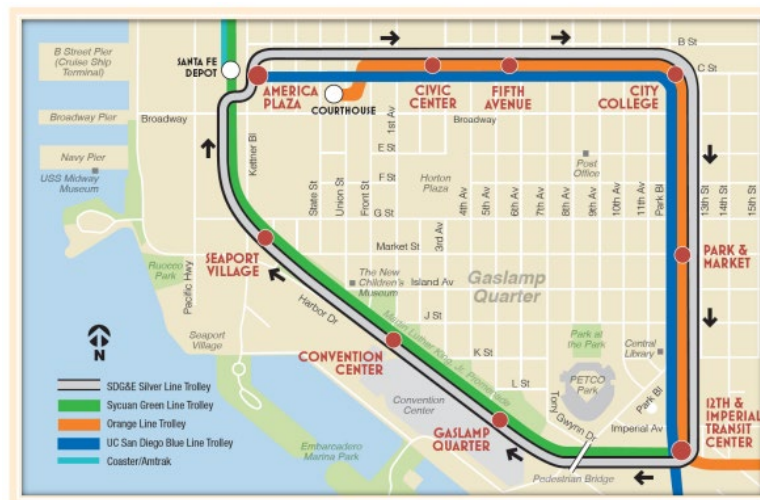 B Street Pier
(Cruise Ship
Terminal)
SANTA FE
DEPOT
B St
C St
AMERICA
PLAZA
COURTHOUSE
CIVIC
CENTER
FIFTH
AVENUE
CITY
COLLEGE
Broadway Pier
Broadway
Broadway
Kettner Bl
1st Av
Navy Pier
USS Midway
Museum
E St
F St
G St
State St
Union St
Front St
Horton
Plaza
3rd Av
4th Av
5th Av
6th Av
7th Av
8th Av
9th Av
10th Av
11th Av
Park Bl
13th St
14th St
15th St
Post
Office
SEAPORT
VILLAGE
Market St
PARK &
MARKET
Ruocco
Park
Pacific Hwy
The New
Children's
Museum
Island Av
Gaslamp
Quarter
Harbor Dr
J St
Seaport
Village
N
Martin Luther King, Jr. Promenade
CONVENTION
CENTER
K St
Park at
the Park
Central
Library
L St
PETCO
Park
Park Bl
Convention
Center
Tony
Gwynn Dr
Imperial Av
12TH &
IMPERIAL
TRANSIT
CENTER
GASLAMP
QUARTER
Embarcadero
Marina Park
Pedestrian Bridge
SDG&E Silver Line Trolley
Sycuan Green Line Trolley
Orange Line Trolley
UC San Diego Blue Line Trolley
Coaster/Amtrak